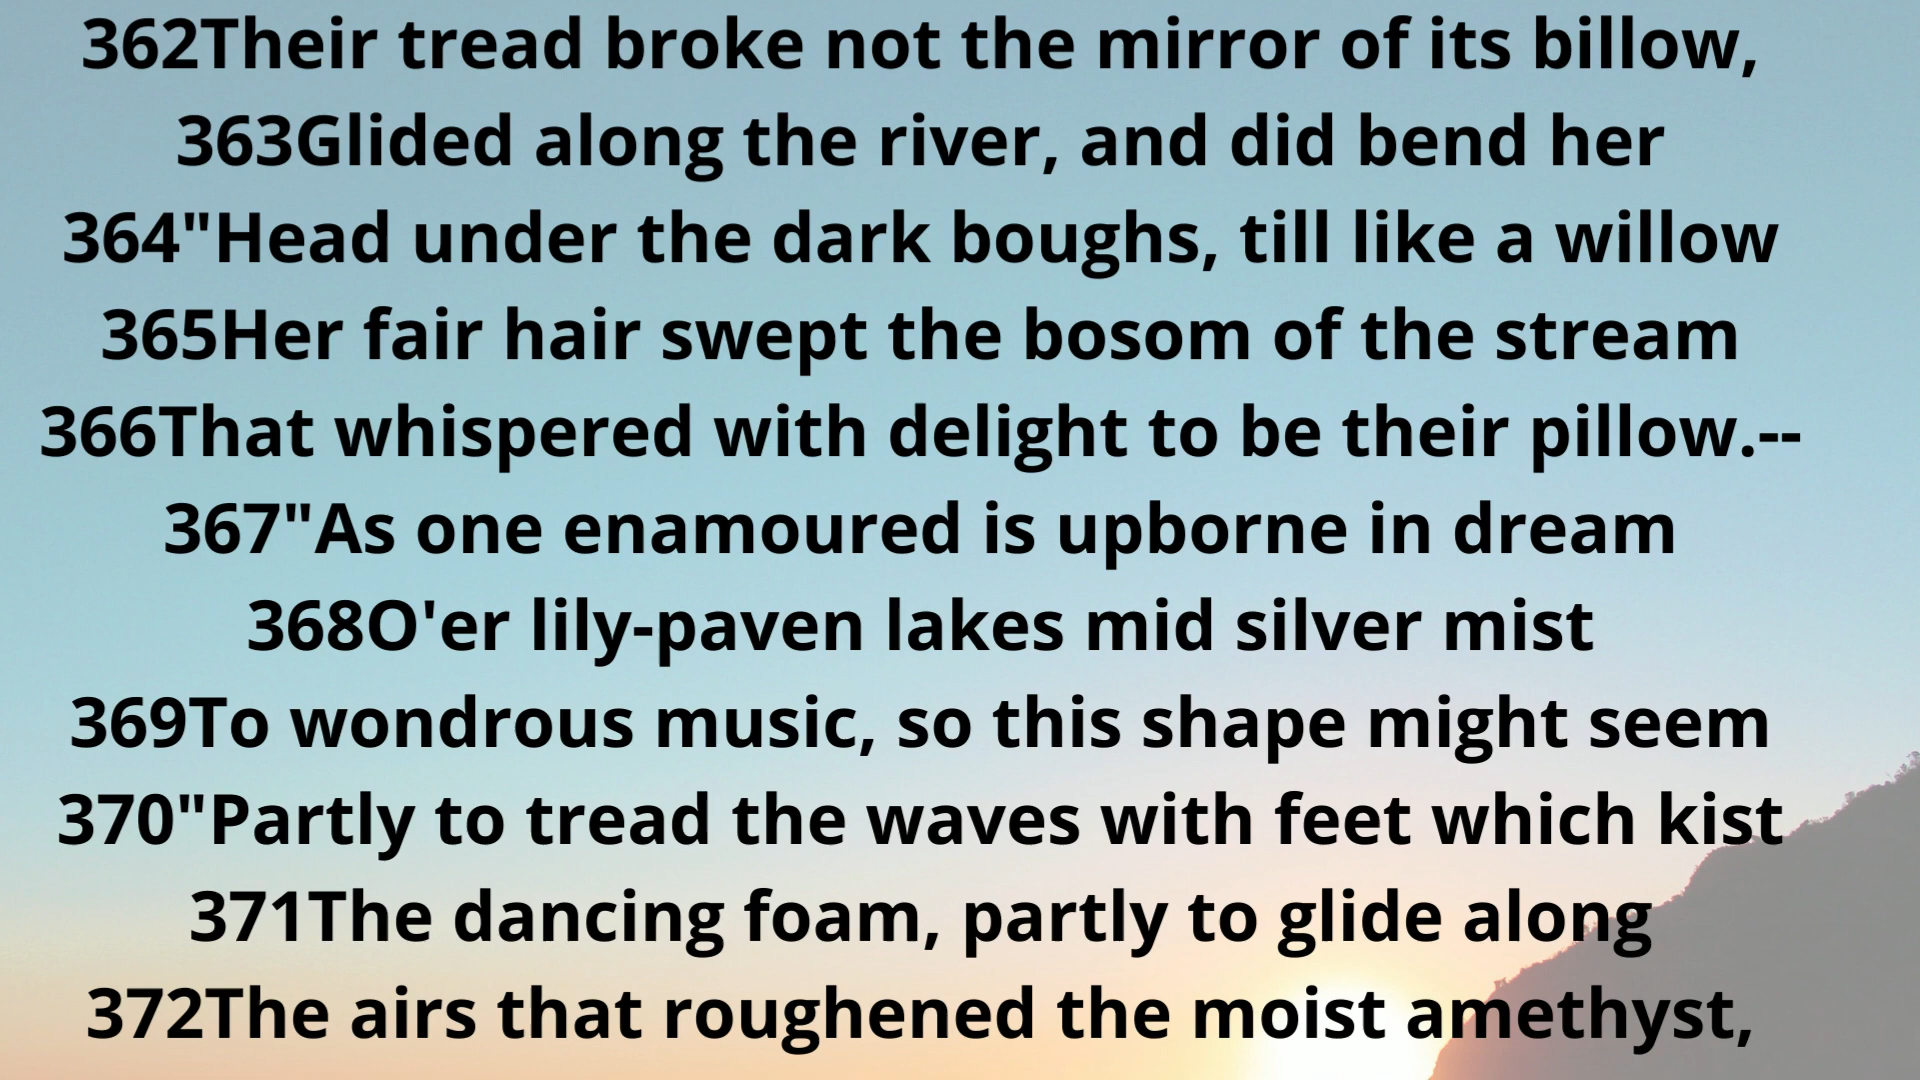 362Their tread broke not the mirror of its billow,
363Glided along the river, and did bend her
364"Head under the dark boughs, till like a willow
365Her fair hair swept the bosom of the stream
366That whispered with delight to be their pillow.--
367"As one enamoured is upborne in dream
368O'er lily-paven lakes mid silver mist
369To wondrous music, so this shape might seem
370"Partly to tread the waves with feet which kist
371The dancing foam, partly to glide along
372The airs that roughened the moist amethyst,